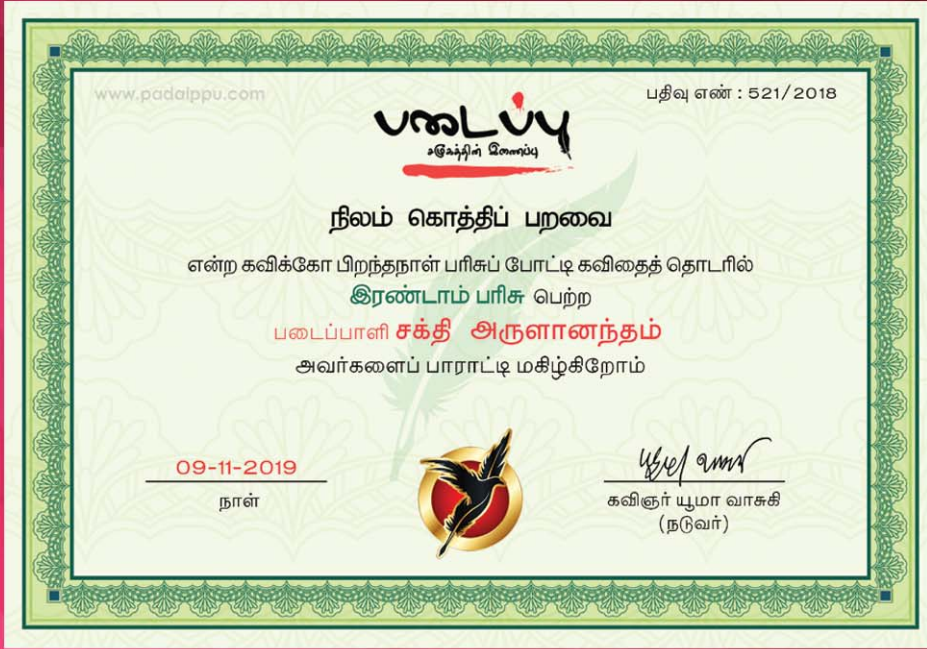 www.padaippu.com
பதிவு எண் : 521/2018
படைப்பு
சமூகத்தின் இணைப்பு
நிலம் கொத்திப் பறவை
என்ற கவிக்கோ பிறந்தநாள் பரிசுப் போட்டி கவிதைத் தொடரில்
இரண்டாம் பரிசு பெற்ற
படைப்பாளி சக்தி அருளானந்தம்
அவர்களைப் பாராட்டி மகிழ்கிறோம்
09-11-2019
நாள்
கவிஞர் யூமா வாசுகி
(நடுவர்)